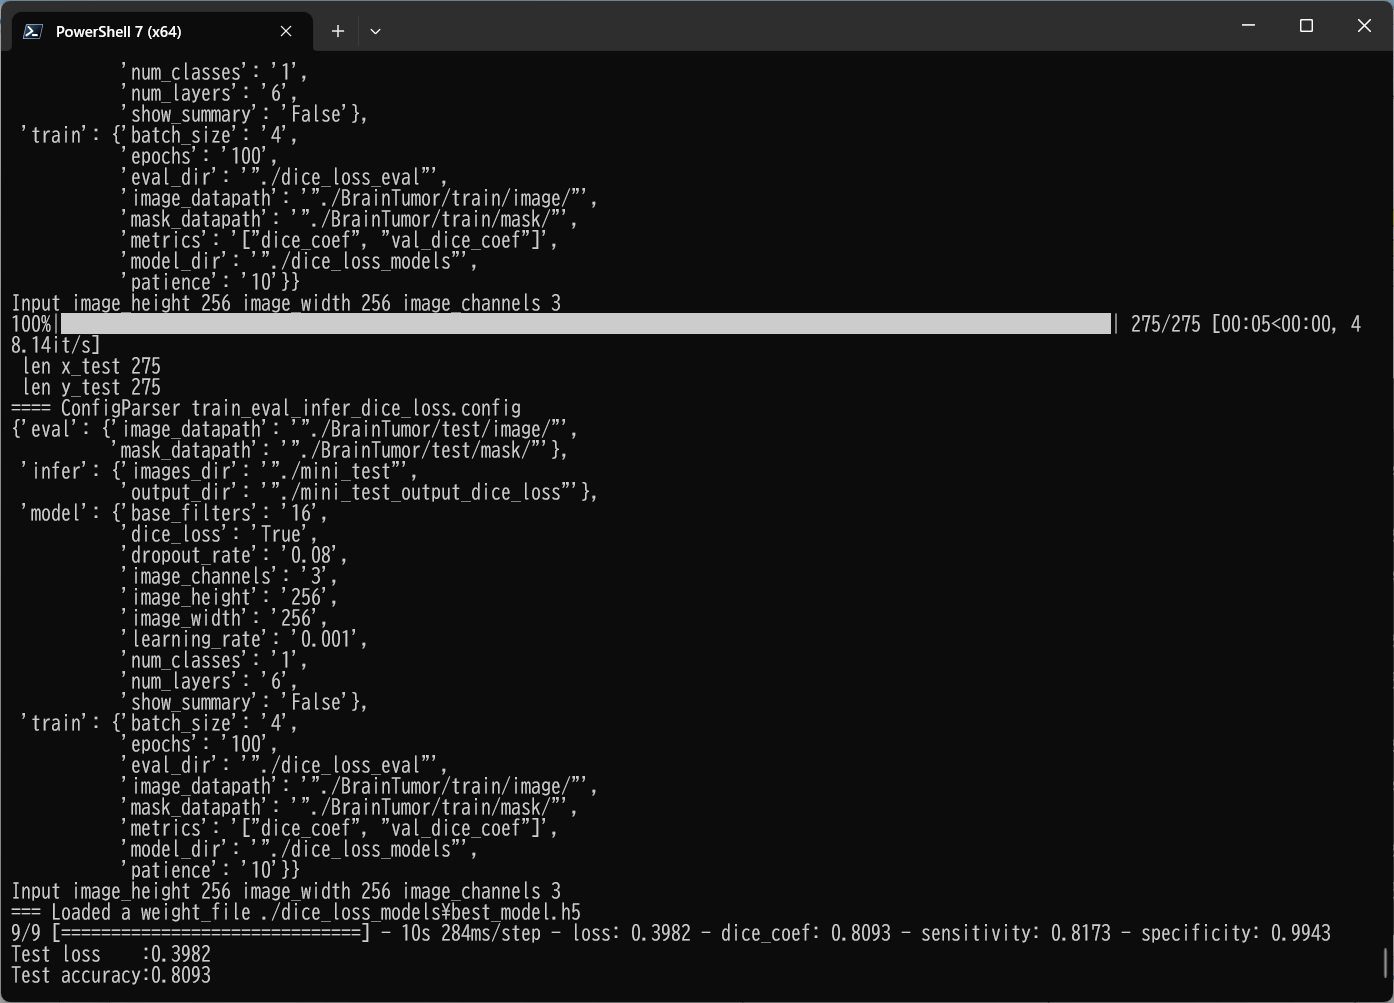 PowerShell 7 (x64)
'num_classes': '1',
'num_layers': '6',
'show_summary': 'False'},
'train': {'batch_size': '4',
'epochs': '100',
'eval_dir': '"./dice_loss_eval"',
'image_datapath': '"./BrainTumor/train/image/"',
'mask_datapath': '"./BrainTumor/train/mask/"',
'metrics': '["dice_coef", "val_dice_coef"]',
'model_dir': '"./dice_loss_models"',
'patience': '10'}}
Input image_height 256 image_width 256 image_channels 3
100%| | 275/275 [00:05<00:00, 4
8.14it/s]
len x_test 275
len y_test 275
==== ConfigParser train_eval_infer_dice_loss.config
{'eval': {'image_datapath': '"./BrainTumor/test/image/"',
'mask_datapath': '"./BrainTumor/test/mask/"'},
'infer': {'images_dir': '"./mini_test"',
'output_dir': '"./mini_test_output_dice_loss"'},
'model': {'base_filters': '16',
'dice_loss': 'True',
'dropout_rate': '0.08',
'image_channels': '3',
'image_height': '256',
'image_width': '256',
'learning_rate': '0.001',
'num_classes': '1',
'num_layers': '6',
'show_summary': 'False'},
'train': {'batch_size': '4',
'epochs': '100',
'eval_dir': '"./dice_loss_eval"',
'image_datapath': '"./BrainTumor/train/image/"',
'mask_datapath': '"./BrainTumor/train/mask/"',
'metrics': '["dice_coef", "val_dice_coef"]',
'model_dir': '"./dice_loss_models"',
'patience': '10'}}
Input image_height 256 image_width 256 image_channels 3
=== Loaded a weight_file ./dice_loss_models¥best_model.h5
9/9 [==============================] - 10s 284ms/step - loss: 0.3982 - dice_coef: 0.8093 - sensitivity: 0.8173 - specificity: 0.9943
Test loss    :0.3982
Test accuracy:0.8093